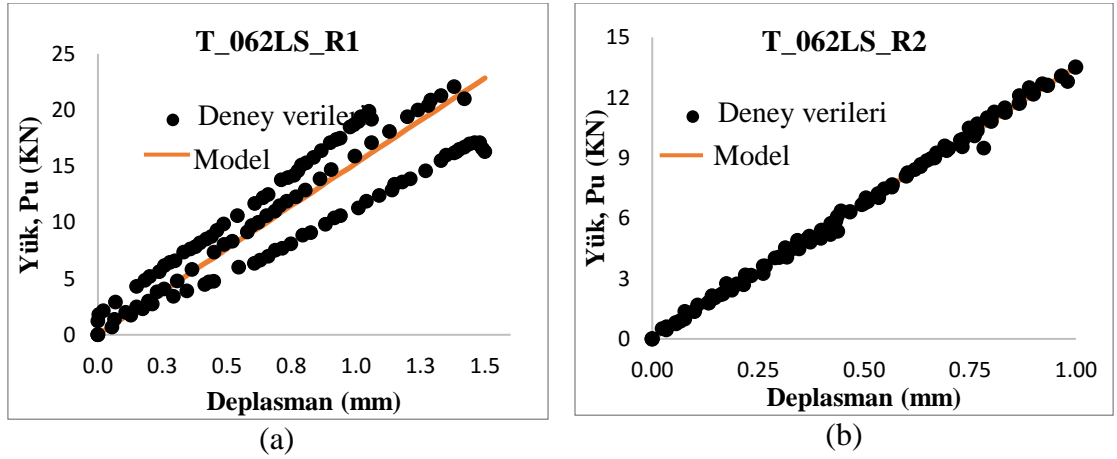 T_062LS_R1
25
20
15
10
5
0
Yük, Pu (KN)
Deney verileri
Model
0.0 0.3 0.5 0.8 1.0 1.3 1.5
Deplasman (mm)
(a)
T_062LS_R2
15
12
9
6
3
0
Yük, Pu (KN)
Deney verileri
Model
0.00 0.25 0.50 0.75 1.00
Deplasman (mm)
(b)